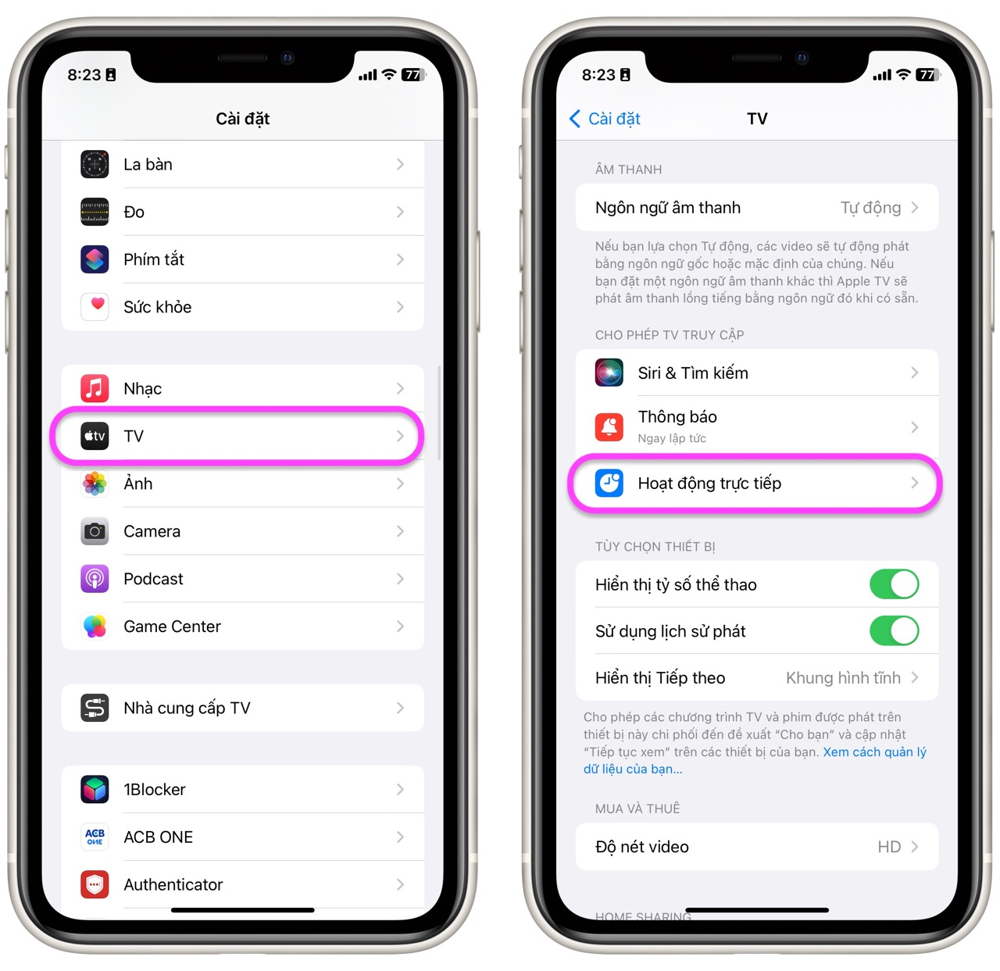 8:23
77
Cài đặt
La bàn
Đo
Phím tắt
Sức khỏe
Nhạc
tv
TV
Ảnh
Camera
Podcast
Game Center
Nhà cung cấp TV
1Blocker
ACB
ONE
ACB ONE
Authenticator
8:23
77
Cài đặt
TV
ÂM THANH
Ngôn ngữ âm thanh
Tự động
Nếu bạn lựa chọn Tự động, các video sẽ tự động phát
bằng ngôn ngữ gốc hoặc mặc định của chúng. Nếu
bạn đặt một ngôn ngữ âm thanh khác thì Apple TV sẽ
phát âm thanh lồng tiếng bằng ngôn ngữ đó khi có sẵn.
CHO PHÉP TV TRUY CẬP
Siri & Tìm kiếm
Thông báo
Ngay lập tức
Hoạt động trực tiếp
TÙY CHỌN THIẾT BỊ
Hiển thị tỷ số thể thao
Sử dụng lịch sử phát
Hiển thị Tiếp theo
Khung hình tĩnh
Cho phép các chương trình TV và phim được phát trên
thiết bị này chi phối đến đề xuất “Cho bạn” và cập nhật
“Tiếp tục xem” trên các thiết bị của bạn. Xem cách quản lý
dữ liệu của bạn...
MUA VÀ THUÊ
Độ nét video
HD
HOME SHARING